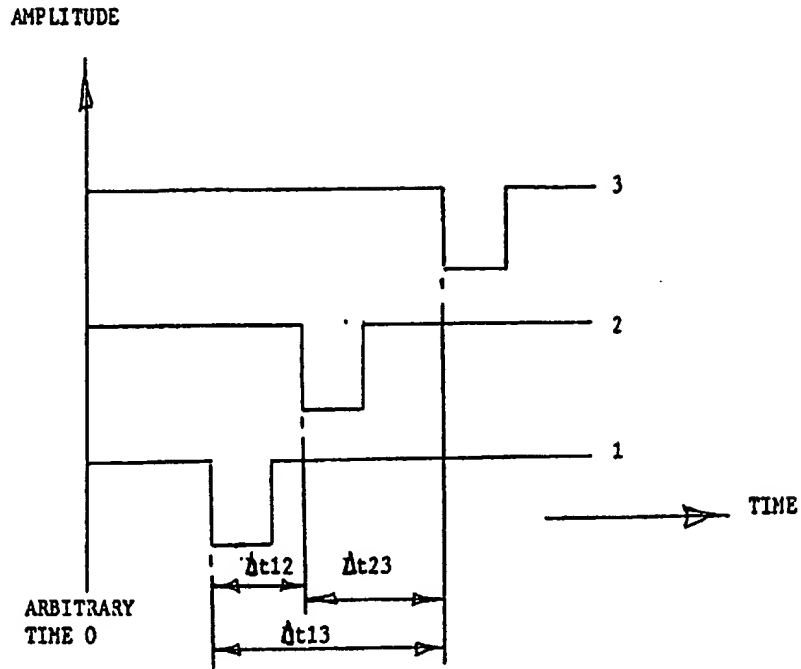 AMPLITUDE
3
2
1
TIME
Δt12
Δt23
ARBITRARY
TIME 0
Δt13